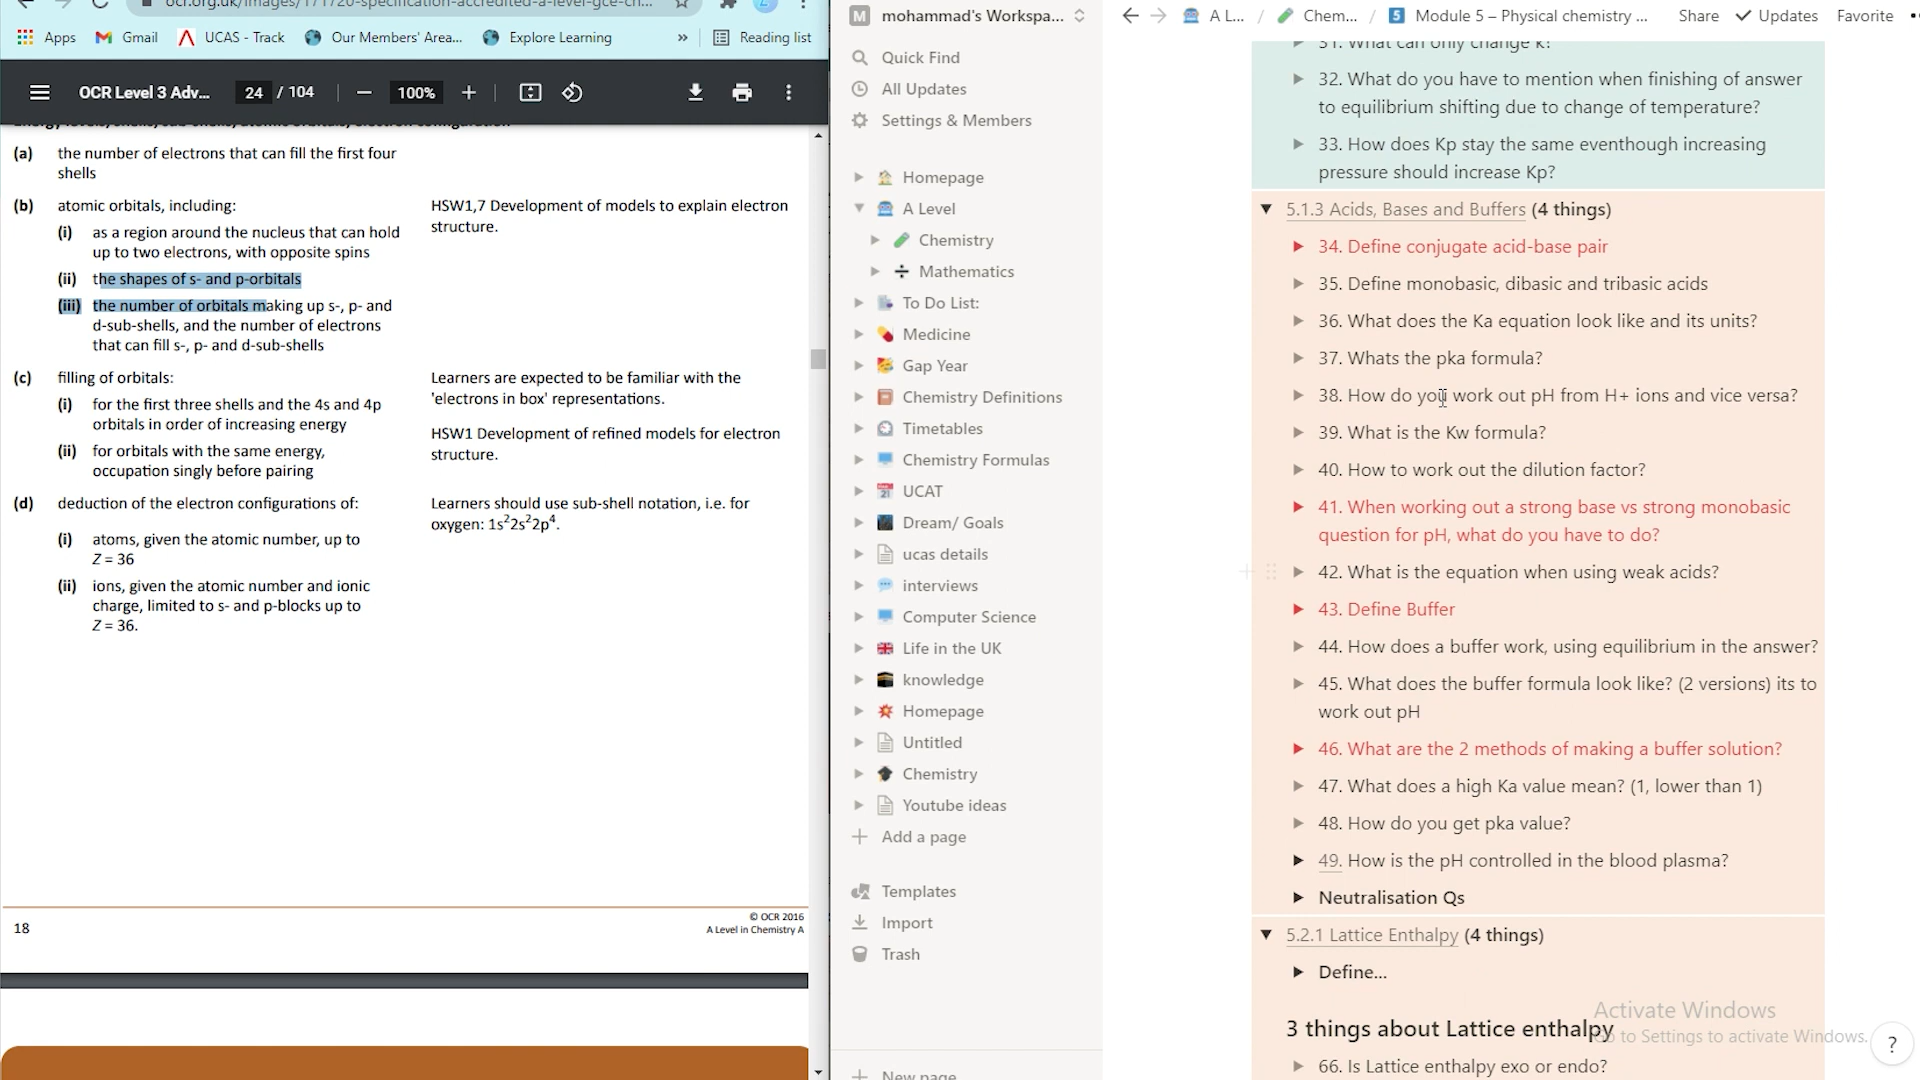 ocr.org.uk/images/171720-specification-accredited-a-level-gce-ch...
Apps
Gmail
UCAS - Track
Our Members' Area...
Explore Learning
»
Reading list
OCR Level 3 Adv...
24 / 104
100%
(a) the number of electrons that can fill the first four
shells
(b) atomic orbitals, including:
HSW1,7 Development of models to explain electron
structure.
(i) as a region around the nucleus that can hold
up to two electrons, with opposite spins
(ii) the shapes of s- and p-orbitals
(iii) the number of orbitals making up s-, p- and
d-sub-shells, and the number of electrons
that can fill s-, p- and d-sub-shells
(c) filling of orbitals:
Learners are expected to be familiar with the
'electrons in box' representations.
(i) for the first three shells and the 4s and 4p
orbitals in order of increasing energy
HSW1 Development of refined models for electron
structure.
(ii) for orbitals with the same energy,
occupation singly before pairing
(d) deduction of the electron configurations of:
Learners should use sub-shell notation, i.e. for
oxygen: 1s²2s²2p⁴.
(i) atoms, given the atomic number, up to
Z = 36
(ii) ions, given the atomic number and ionic
charge, limited to s- and p-blocks up to
Z = 36.
18
© OCR 2016
A Level in Chemistry A
M mohammad's Workspa...
Quick Find
All Updates
Settings & Members
Homepage
A Level
Chemistry
Mathematics
To Do List:
Medicine
Gap Year
Chemistry Definitions
Timetables
Chemistry Formulas
UCAT
Dream/ Goals
ucas details
interviews
Computer Science
Life in the UK
knowledge
Homepage
Untitled
Chemistry
Youtube ideas
Add a page
Templates
Import
Trash
New page
A L... / Chem... / 5 Module 5 – Physical chemistry ...
Share
Updates
Favorite
31. What can only change k?
32. What do you have to mention when finishing of answer
to equilibrium shifting due to change of temperature?
33. How does Kp stay the same eventhough increasing
pressure should increase Kp?
5.1.3 Acids, Bases and Buffers (4 things)
34. Define conjugate acid-base pair
35. Define monobasic, dibasic and tribasic acids
36. What does the Ka equation look like and its units?
37. Whats the pka formula?
38. How do you work out pH from H+ ions and vice versa?
39. What is the Kw formula?
40. How to work out the dilution factor?
41. When working out a strong base vs strong monobasic
question for pH, what do you have to do?
42. What is the equation when using weak acids?
43. Define Buffer
44. How does a buffer work, using equilibrium in the answer?
45. What does the buffer formula look like? (2 versions) its to
work out pH
46. What are the 2 methods of making a buffer solution?
47. What does a high Ka value mean? (1, lower than 1)
48. How do you get pka value?
49. How is the pH controlled in the blood plasma?
Neutralisation Qs
5.2.1 Lattice Enthalpy (4 things)
Define...
3 things about Lattice enthalpy
66. Is Lattice enthalpy exo or endo?
Activate Windows
Go to Settings to activate Windows.
?